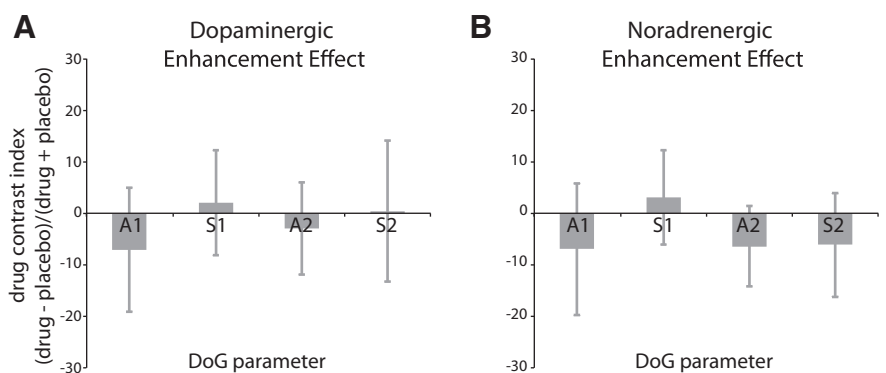 A
Dopaminergic
Enhancement Effect
drug contrast index
(drug - placebo)/(drug + placebo)
30
20
10
0
-10
-20
-30
A1
S1
A2
S2
DoG parameter
B
Noradrenergic
Enhancement Effect
30
20
10
0
-10
-20
-30
A1
S1
A2
S2
DoG parameter